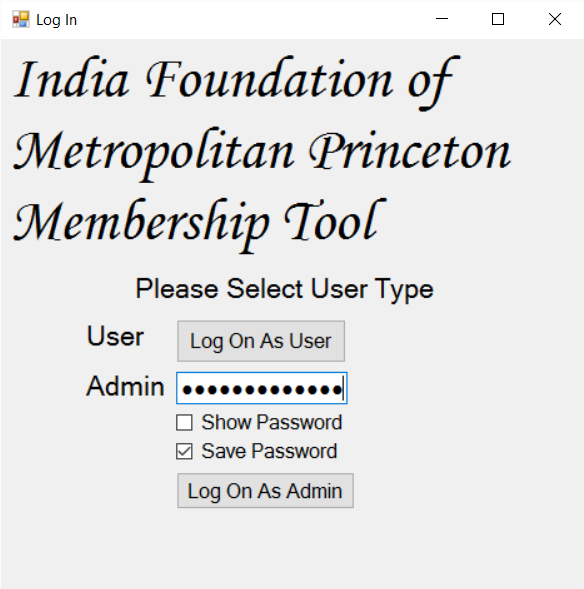 Log In
India Foundation of
Metropolitan Princeton
Membership Tool
Please Select User Type
User
Log On As User
Admin
●●●●●●●●●●●●●
Show Password
Save Password
Log On As Admin